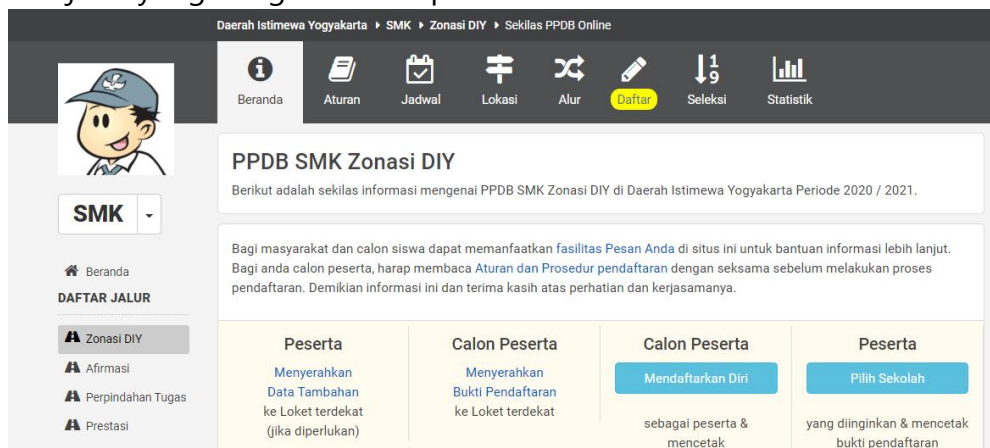 Daerah Istimewa Yogyakarta SMK Zonasi DIY Sekilas PPDB Online
Beranda Aturan Jadwal Lokasi Alur Daftar Seleksi Statistik
PPDB SMK Zonasi DIY
Berikut adalah sekilas informasi mengenai PPDB SMK Zonasi DIY di Daerah Istimewa Yogyakarta Periode 2020 / 2021.
SMK
Beranda
DAFTAR JALUR
Zonasi DIY
Afirmasi
Perpindahan Tugas
Prestasi
Bagi masyarakat dan calon siswa dapat memanfaatkan fasilitas Pesan Anda di situs ini untuk bantuan informasi lebih lanjut.
Bagi anda calon peserta, harap membaca Aturan dan Prosedur pendaftaran dengan seksama sebelum melakukan proses
pendaftaran. Demikian informasi ini dan terima kasih atas perhatian dan kerjasamanya.
Peserta
Menyerahkan
Data Tambahan
ke Loket terdekat
(jika diperlukan)
Calon Peserta
Menyerahkan
Bukti Pendaftaran
ke Loket terdekat
Calon Peserta
Mendaftarkan Diri
sebagai peserta &
mencetak
Peserta
Pilih Sekolah
yang diinginkan & mencetak
bukti pendaftaran